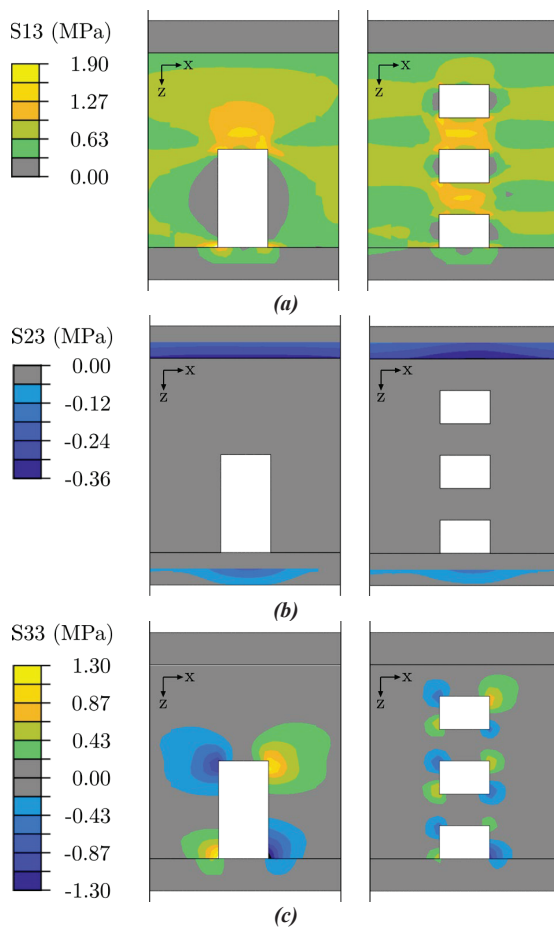 S13 (MPa)
1.90
1.27
0.63
0.00
x
z
x
z
(a)
S23 (MPa)
0.00
-0.12
-0.24
-0.36
x
z
x
z
(b)
S33 (MPa)
1.30
0.87
0.43
0.00
-0.43
-0.87
-1.30
x
z
x
z
(c)